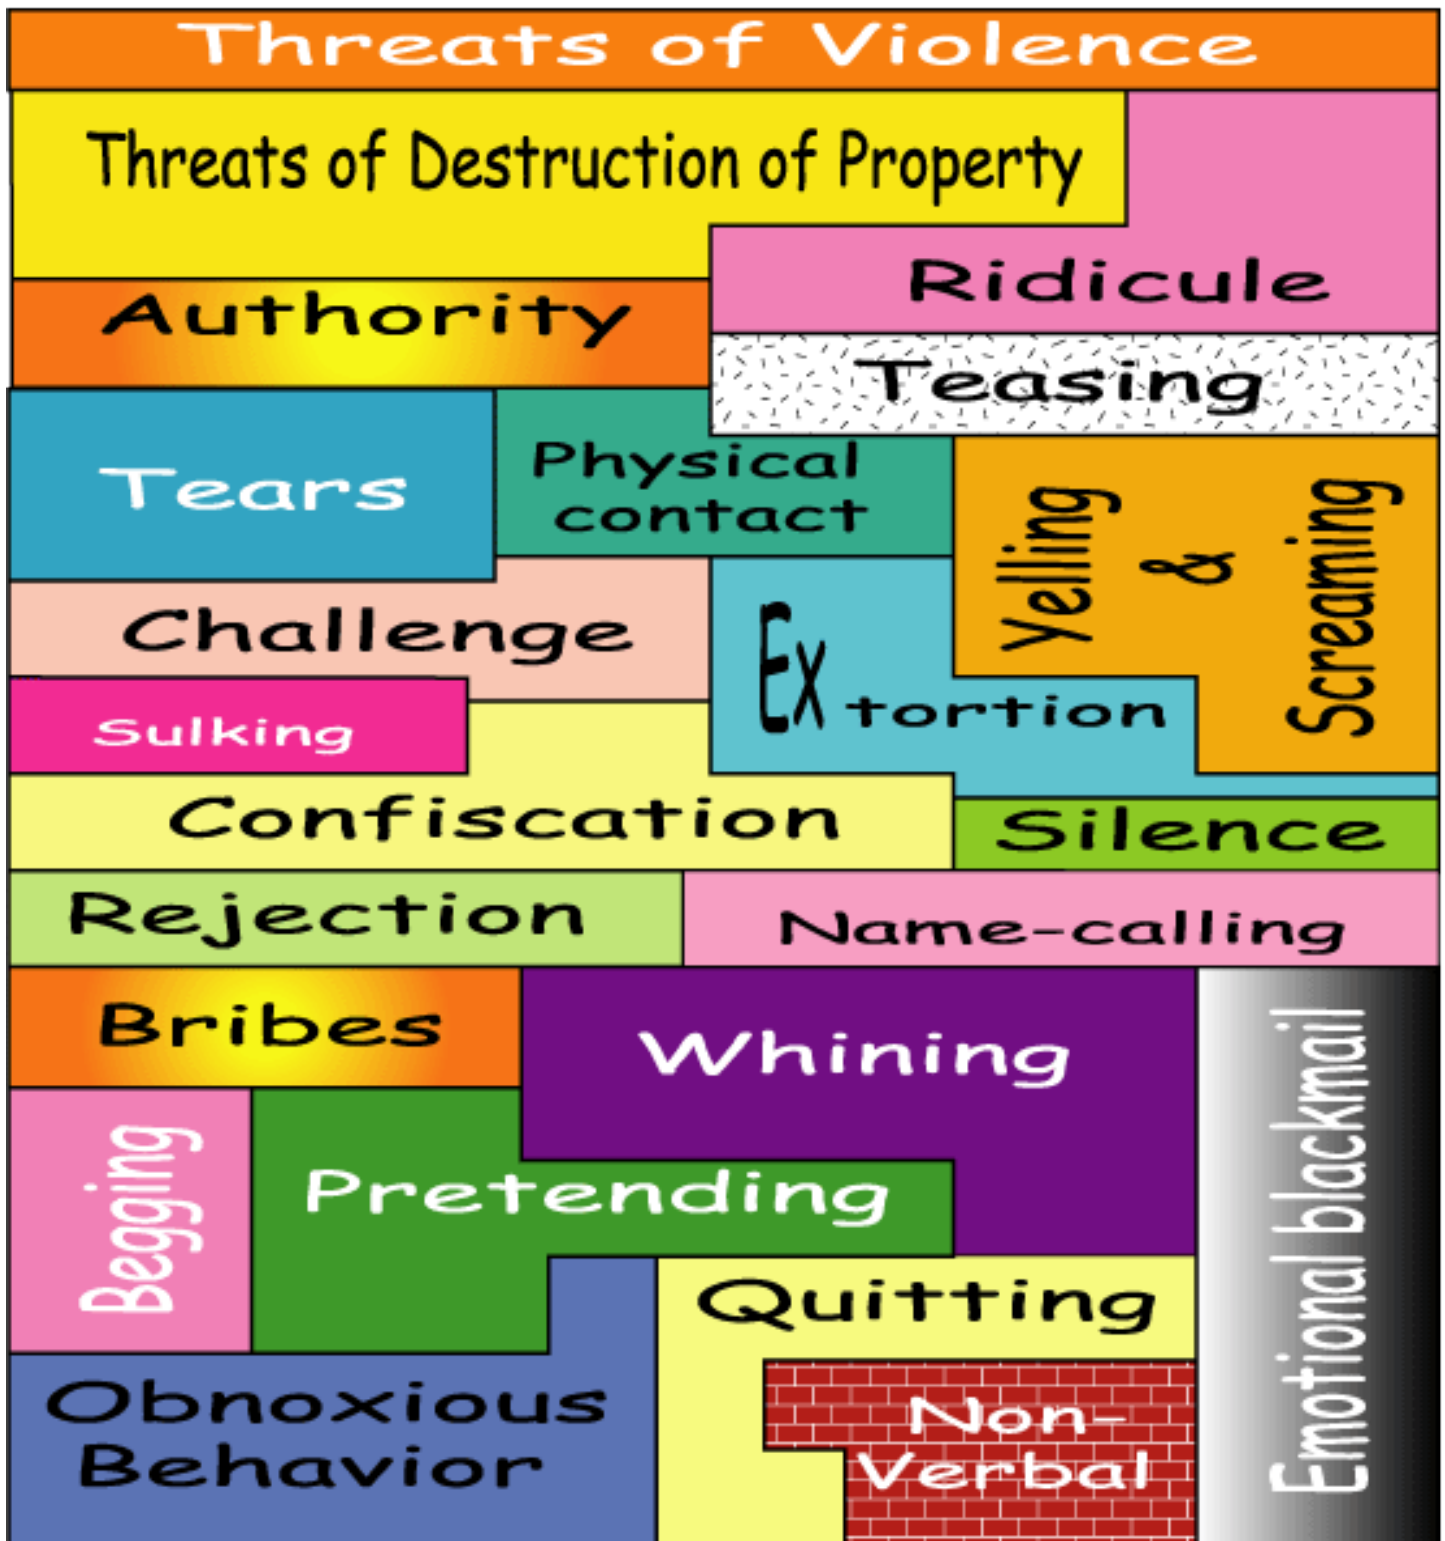 Threats of Violence
Threats of Destruction of Property
Ridicule
Authority
Teasing
Tears
Physical
contact
Yelling
&
Screaming
Challenge
Ex
tortion
Sulking
Confiscation
Silence
Rejection
Name-calling
Bribes
Whining
Emotional blackmail
Begging
Pretending
Quitting
Obnoxious
Behavior
Non-
Verbal